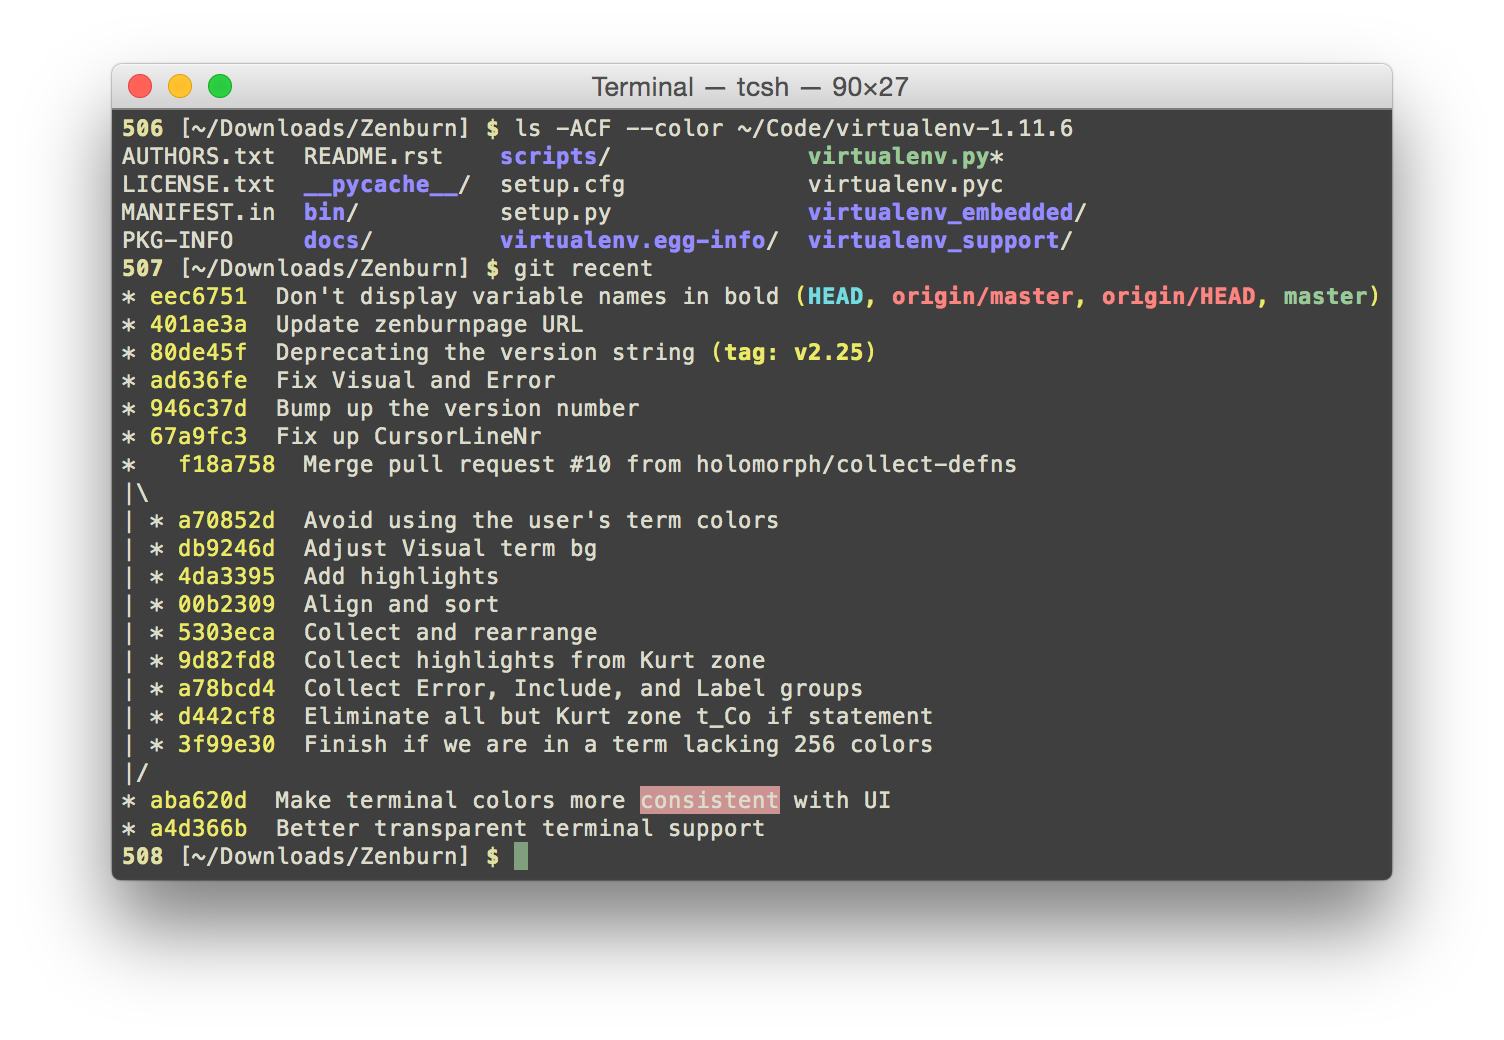 Terminal — tcsh — 90×27
506 [~/Downloads/Zenburn] $ ls -ACF --color ~/Code/virtualenv-1.11.6
AUTHORS.txt  README.rst    scripts/              virtualenv.py*
LICENSE.txt  __pycache__/  setup.cfg             virtualenv.pyc
MANIFEST.in  bin/          setup.py              virtualenv_embedded/
PKG-INFO     docs/         virtualenv.egg-info/  virtualenv_support/
507 [~/Downloads/Zenburn] $ git recent
* eec6751  Don't display variable names in bold (HEAD, origin/master, origin/HEAD, master)
* 401ae3a  Update zenburnpage URL
* 80de45f  Deprecating the version string (tag: v2.25)
* ad636fe  Fix Visual and Error
* 946c37d  Bump up the version number
* 67a9fc3  Fix up CursorLineNr
*   f18a758  Merge pull request #10 from holomorph/collect-defns
|\
| * a70852d  Avoid using the user's term colors
| * db9246d  Adjust Visual term bg
| * 4da3395  Add highlights
| * 00b2309  Align and sort
| * 5303eca  Collect and rearrange
| * 9d82fd8  Collect highlights from Kurt zone
| * a78bcd4  Collect Error, Include, and Label groups
| * d442cf8  Eliminate all but Kurt zone t_Co if statement
| * 3f99e30  Finish if we are in a term lacking 256 colors
|/
* aba620d  Make terminal colors more consistent with UI
* a4d366b  Better transparent terminal support
508 [~/Downloads/Zenburn] $